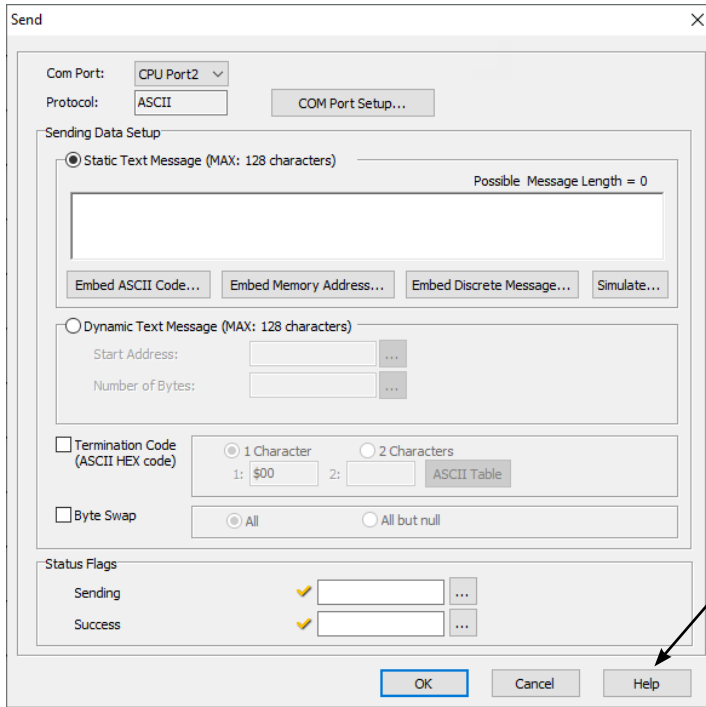 Send
Com Port: CPU Port2
Protocol: ASCII COM Port Setup...
Sending Data Setup
Static Text Message (MAX: 128 characters)
Possible Message Length = 0
Embed ASCII Code... Embed Memory Address... Embed Discrete Message... Simulate...
Dynamic Text Message (MAX: 128 characters)
Start Address: ...
Number of Bytes: ...
Termination Code 1 Character 2 Characters
(ASCII HEX code) 1: $00 2: ASCII Table
Byte Swap All All but null
Status Flags
Sending ...
Success ...
OK Cancel Help